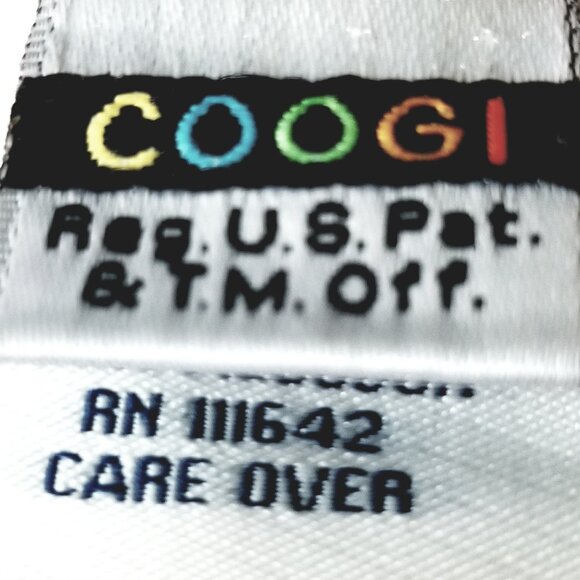 COOGI
Reg. U.S. Pat.
& T.M. Off.
RN 111642
CARE OVER